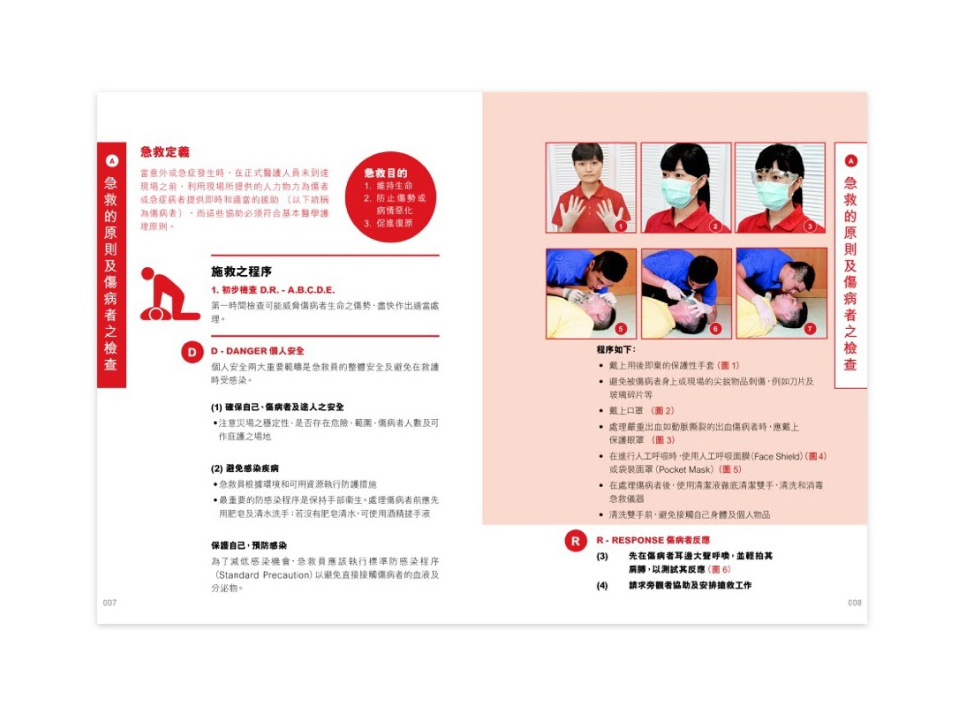 A
急救的原則及傷病者之檢查
急救定義
當意外或急症發生時，在正式醫護人員未到達
現場之前，利用現場所提供的人力物力為傷者
或急症病者提供即時和適當的援助 （以下統稱
為傷病者），而這些協助必須符合基本醫學護
理原則。
急救目的
1. 維持生命
2. 防止傷勢或
病情惡化
3. 促進復原
施救之程序
1. 初步檢查 D.R. - A.B.C.D.E.
第一時間檢查可能威脅傷病者生命之傷勢，盡快作出適當處
理。
D
D - DANGER 個人安全
個人安全兩大重要範疇是急救員的整體安全及避免在救護
時受感染。
(1) 確保自己、傷病者及途人之安全
•注意災場之穩定性、是否存在危險、範圍、傷病者人數及可
作庇護之場地
(2) 避免感染疾病
•急救員根據環境和可用資源執行防護措施
•最重要的防感染程序是保持手部衛生。處理傷病者前應先
用肥皂及清水洗手；若沒有肥皂清水，可使用酒精搓手液
保護自己，預防感染
為了減低感染機會，急救員應該執行標準防感染程序
（Standard Precaution）以避免直接接觸傷病者的血液及
分泌物。
007
1
2
3
5
6
7
程序如下：
• 戴上用後即棄的保護性手套（圖 1）
• 避免被傷病者身上或現場的尖銳物品刺傷，例如刀片及
玻璃碎片等
• 戴上口罩 （圖 2）
• 處理嚴重出血如動脈撕裂的出血傷病者時，應戴上
保護眼罩 （圖 3）
• 在進行人工呼吸時，使用人工呼吸面膜(Face Shield)（圖4）
或袋裝面罩（Pocket Mask）（圖 5）
• 在處理傷病者後，使用清潔液徹底清潔雙手，清洗和消毒
急救儀器
• 清洗雙手前，避免接觸自己身體及個人物品
R
R - RESPONSE 傷病者反應
(3) 先在傷病者耳邊大聲呼喚，並輕拍其
肩膊，以測試其反應（圖 6）
(4) 請求旁觀者協助及安排搶救工作
A
急救的原則及傷病者之檢查
008